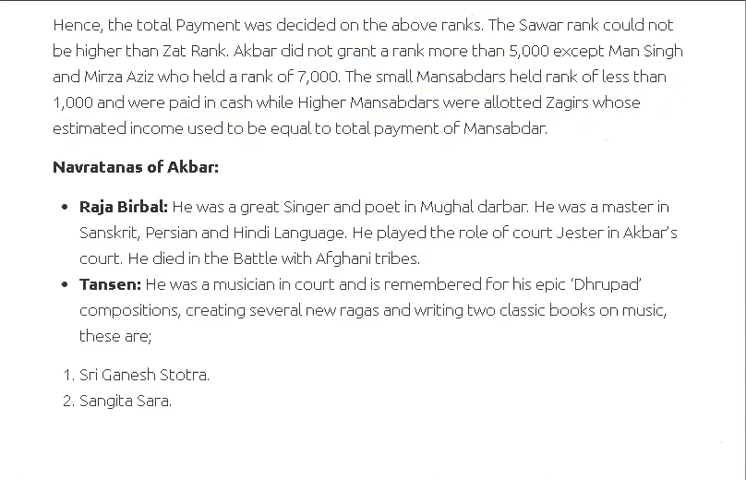 Hence, the total Payment was decided on the above ranks. The Sawar rank could not
be higher than Zat Rank. Akbar did not grant a rank more than 5,000 except Man Singh
and Mirza Aziz who held a rank of 7,000. The small Mansabdars held rank of less than
1,000 and were paid in cash while Higher Mansabdars were allotted Zagirs whose
estimated income used to be equal to total payment of Mansabdar.
Navratanas of Akbar:
• Raja Birbal: He was a great Singer and poet in Mughal darbar. He was a master in
Sanskrit, Persian and Hindi Language. He played the role of court Jester in Akbar's
court. He died in the Battle with Afghani tribes.
• Tansen: He was a musician in court and is remembered for his epic ‘Dhrupad’
compositions, creating several new ragas and writing two classic books on music,
these are;
1. Sri Ganesh Stotra.
2. Sangita Sara.